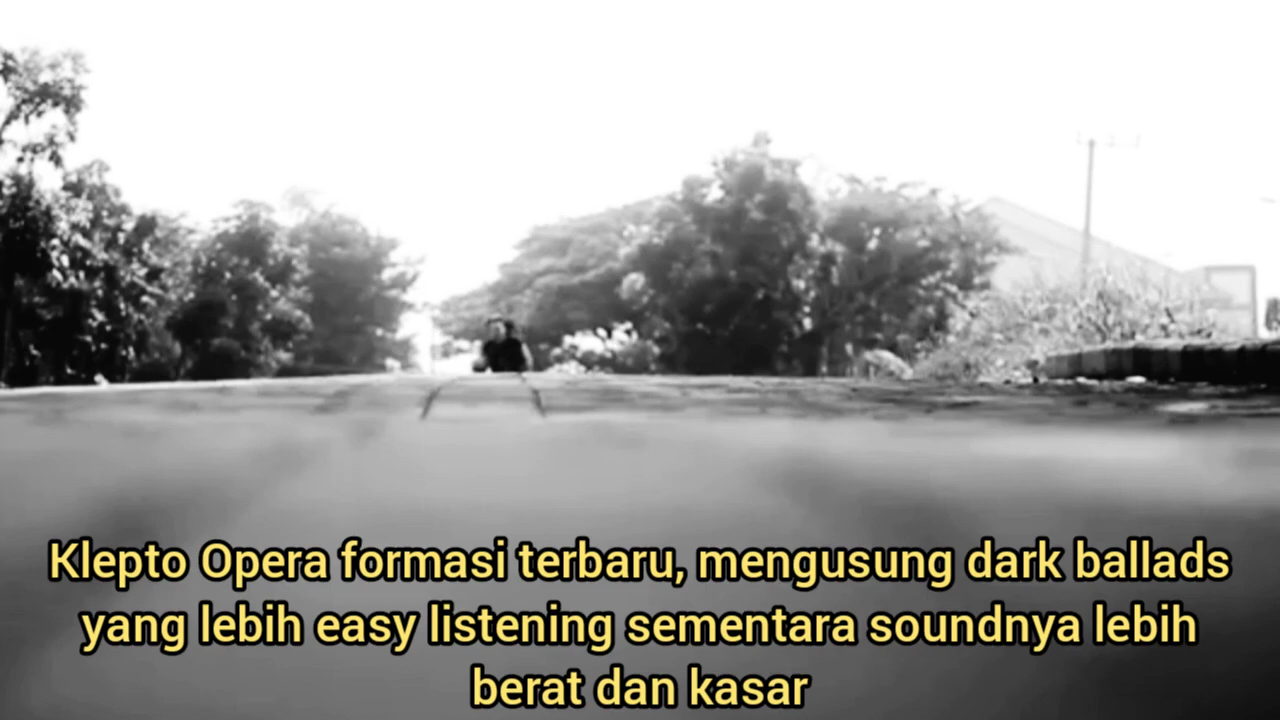 Klepto Opera formasi terbaru, mengusung dark ballads
yang lebih easy listening sementara soundnya lebih
berat dan kasar